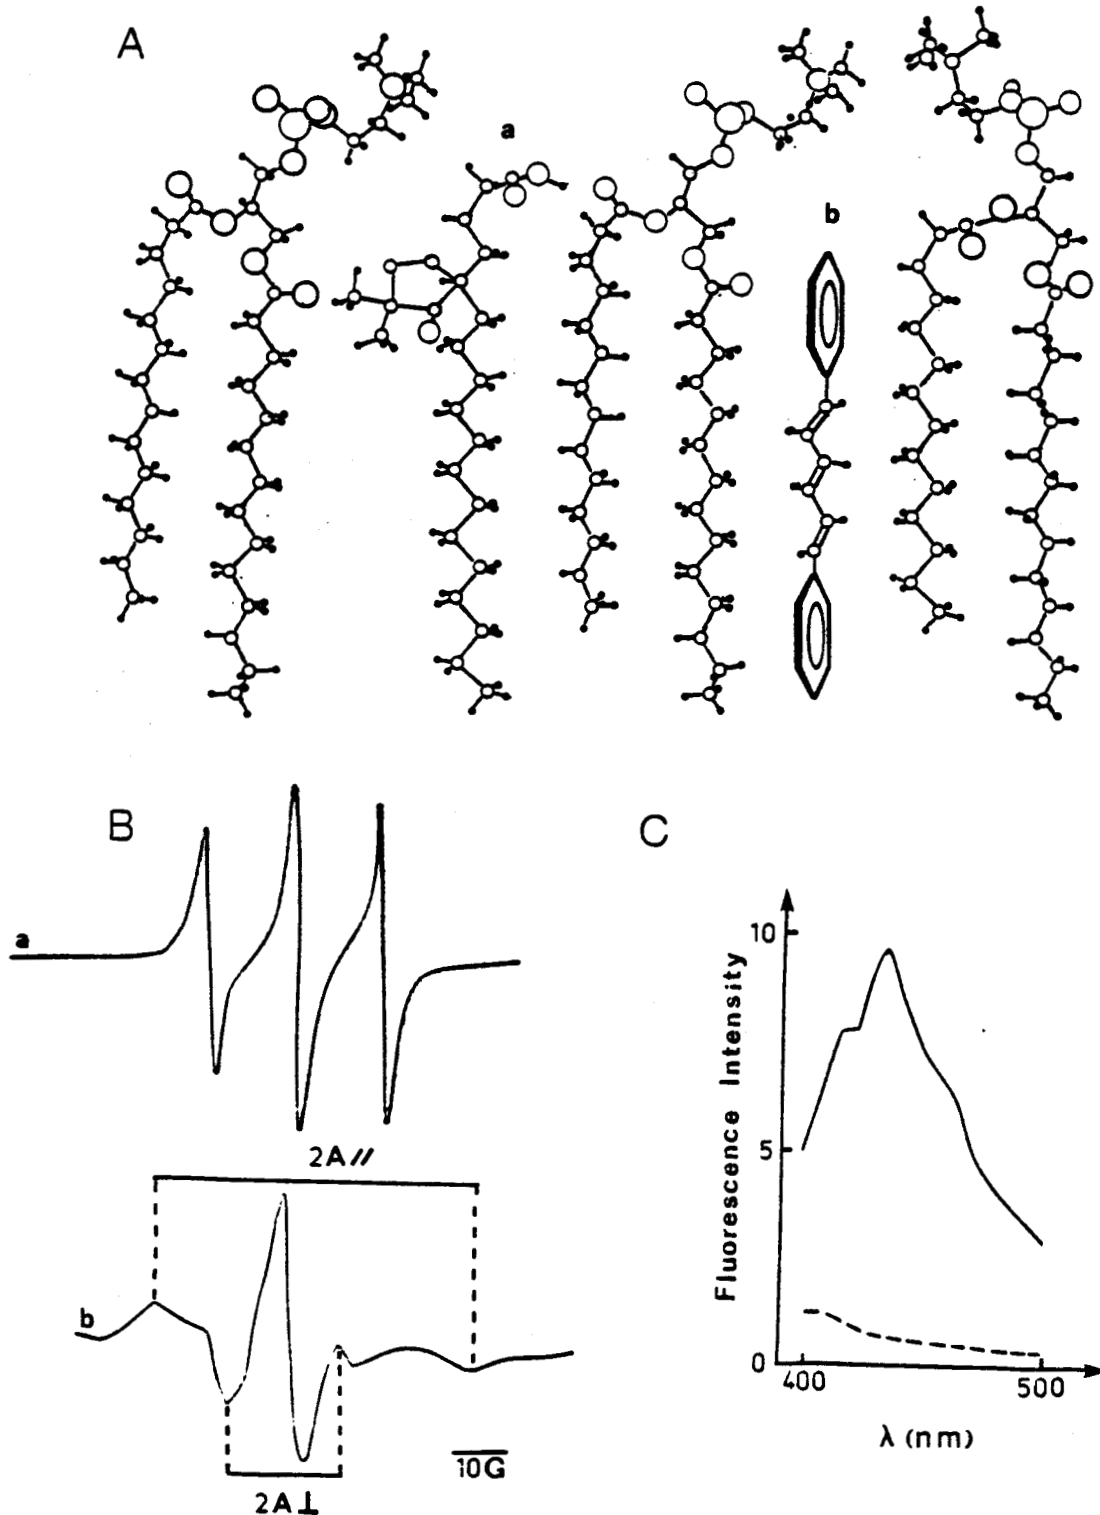 A
a
b
B
C
a
2A//
b
2A⊥
10G
10
5
0
Fluorescence Intensity
400
500
λ (nm)